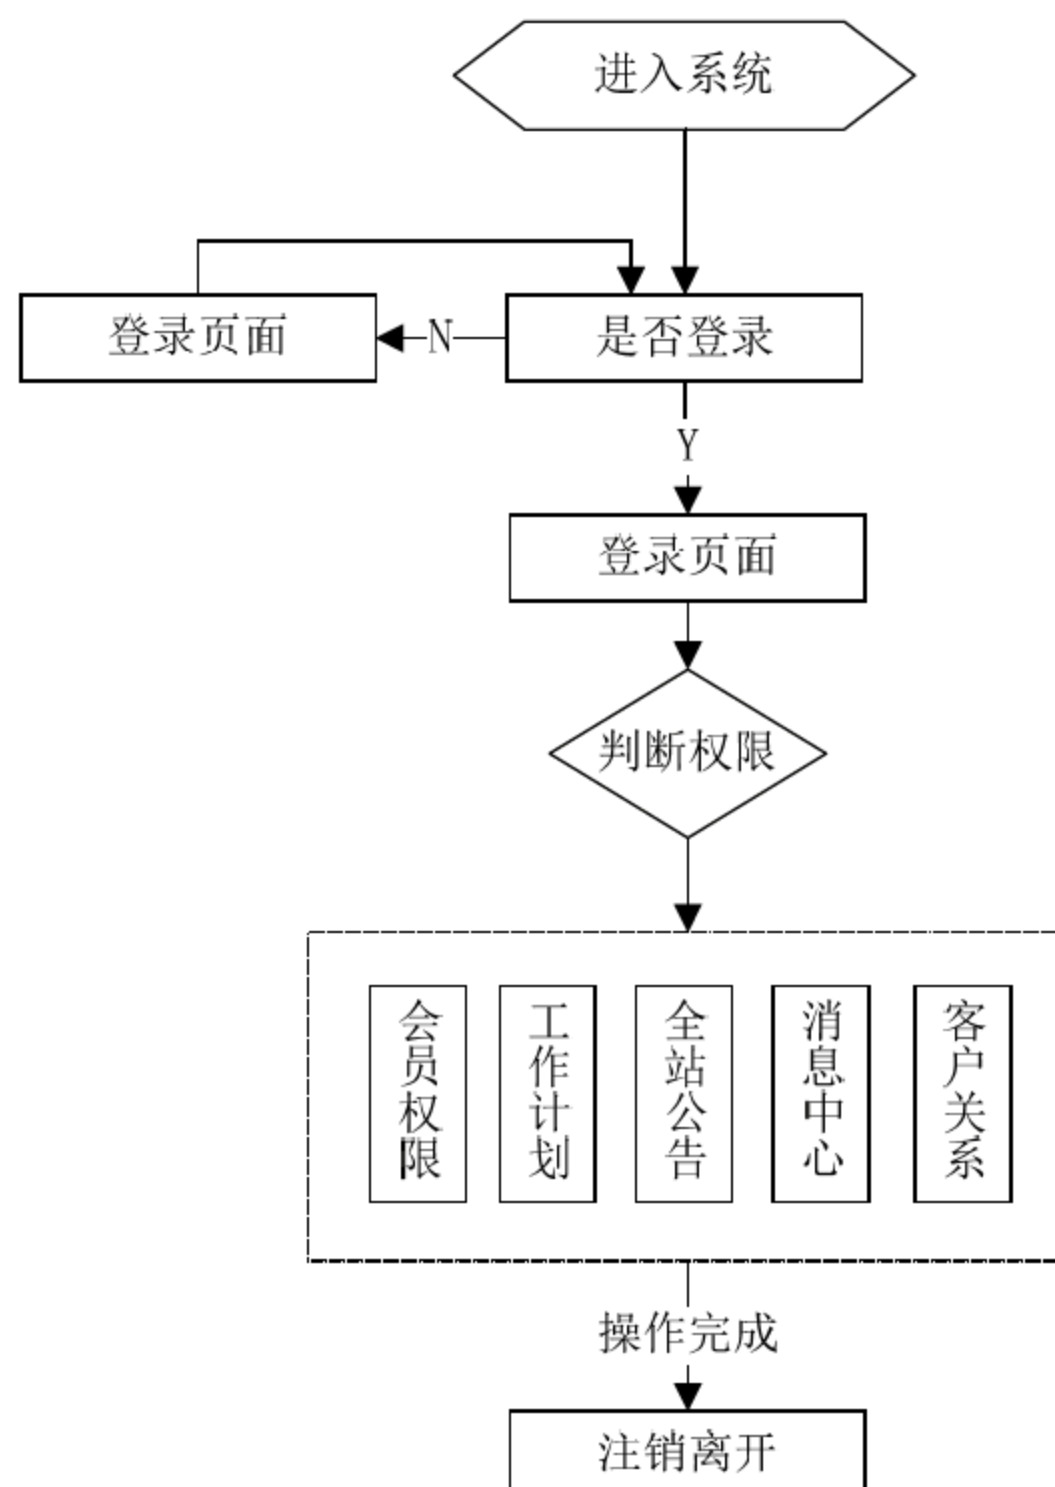 进入系统
登录页面
N
是否登录
Y
登录页面
判断权限
会员权限
工作计划
全站公告
消息中心
客户关系
操作完成
注销离开